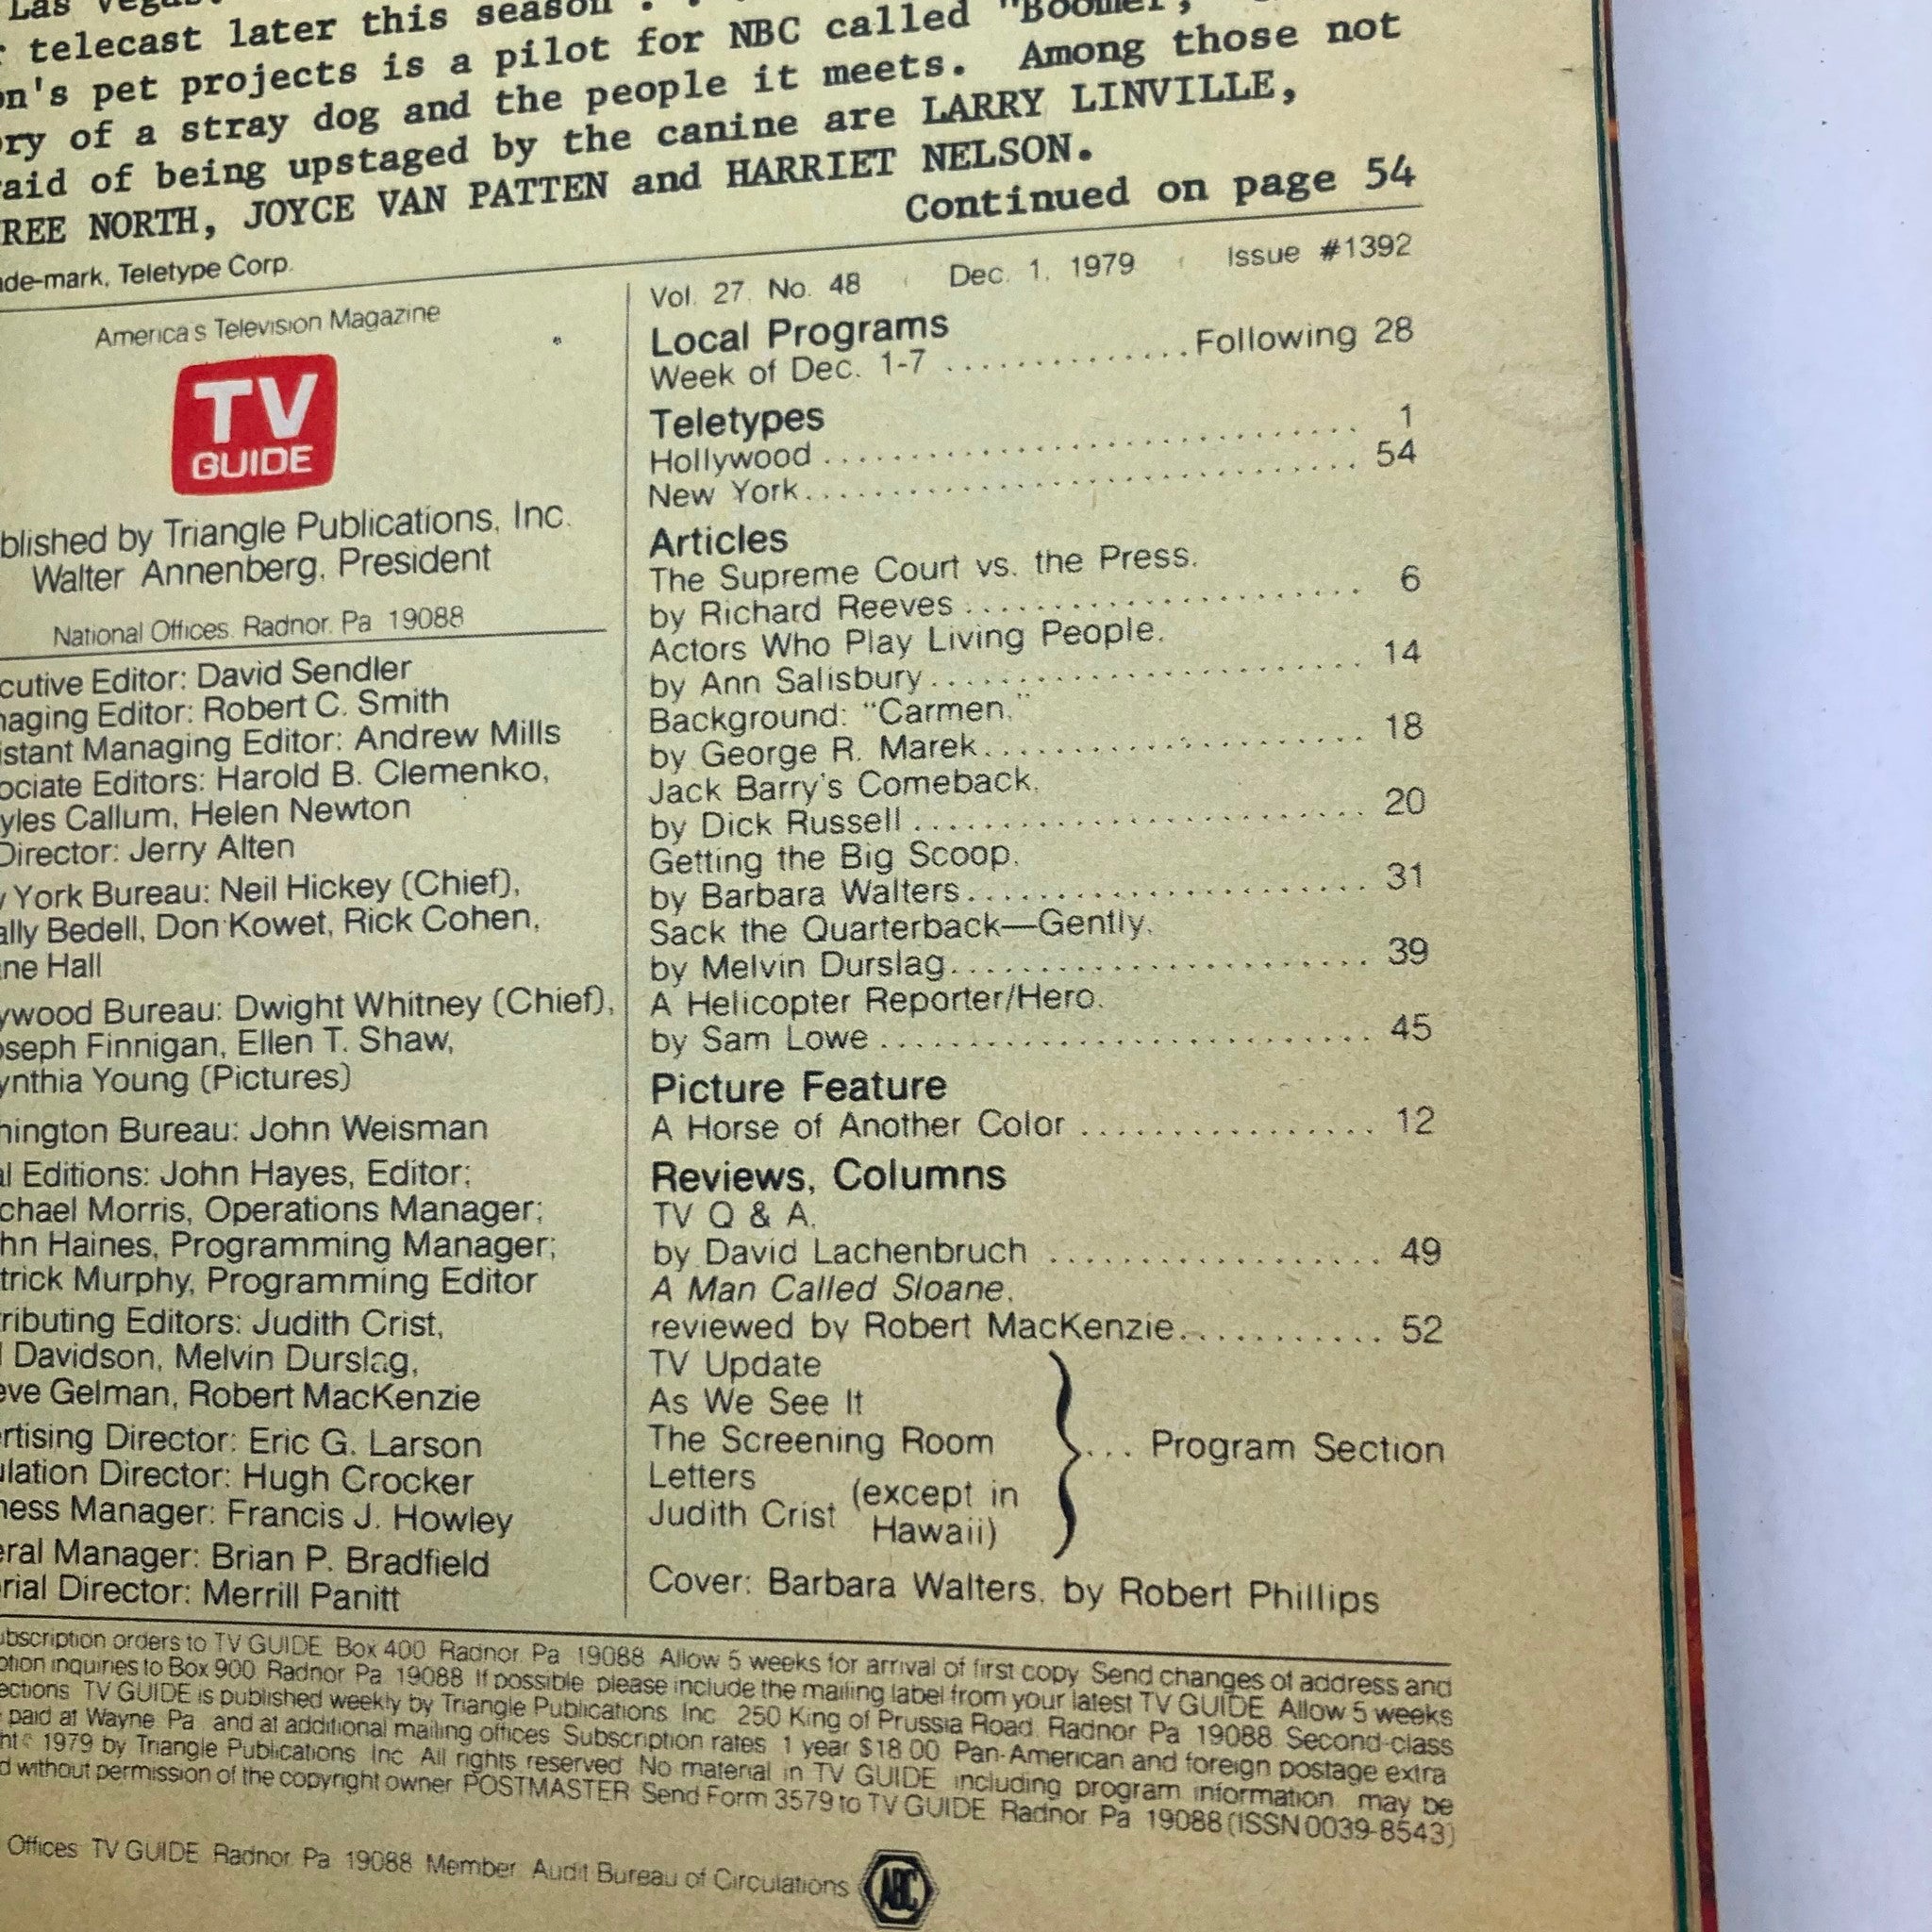 Las Vegas.
telecast later this season . .
on's pet projects is a pilot for NBC called "Boomer,"
ory of a stray dog and the people it meets. Among those not
raid of being upstaged by the canine are LARRY LINVILLE,
REE NORTH, JOYCE VAN PATTEN and HARRIET NELSON.
Continued on page 54
ade-mark, Teletype Corp.
America's Television Magazine
TV
GUIDE
blished by Triangle Publications, Inc.
Walter Annenberg, President
National Offices, Radnor, Pa. 19088
cutive Editor: David Sendler
naging Editor: Robert C. Smith
istant Managing Editor: Andrew Mills
ociate Editors: Harold B. Clemenko,
yles Callum, Helen Newton
Director: Jerry Alten
York Bureau: Neil Hickey (Chief),
ally Bedell, Don Kowet, Rick Cohen,
ne Hall
ywood Bureau: Dwight Whitney (Chief),
oseph Finnigan, Ellen T. Shaw,
ynthia Young (Pictures)
hington Bureau: John Weisman
al Editions: John Hayes, Editor;
chael Morris, Operations Manager;
hn Haines, Programming Manager;
trick Murphy, Programming Editor
tributing Editors: Judith Crist,
Davidson, Melvin Durslag,
eve Gelman, Robert MacKenzie
ertising Director: Eric G. Larson
ulation Director: Hugh Crocker
ness Manager: Francis J. Howley
eral Manager: Brian P. Bradfield
rial Director: Merrill Panitt
Vol. 27, No. 48 Dec. 1, 1979 Issue #1392
Local Programs
Week of Dec. 1-7 .............Following 28
Teletypes
Hollywood ............................ 1
New York............................. 54
Articles
The Supreme Court vs. the Press,
by Richard Reeves ..................... 6
Actors Who Play Living People,
by Ann Salisbury....................... 14
Background: "Carmen,"
by George R. Marek.................... 18
Jack Barry's Comeback,
by Dick Russell ........................ 20
Getting the Big Scoop,
by Barbara Walters..................... 31
Sack the Quarterback—Gently,
by Melvin Durslag...................... 39
A Helicopter Reporter/Hero,
by Sam Lowe .......................... 45
Picture Feature
A Horse of Another Color ................ 12
Reviews, Columns
TV Q & A,
by David Lachenbruch .................. 49
A Man Called Sloane,
reviewed by Robert MacKenzie........... 52
TV Update
As We See It
The Screening Room
Letters
Judith Crist (except in Hawaii)
... Program Section
Cover: Barbara Walters, by Robert Phillips
ubscription orders to TV GUIDE, Box 400, Radnor, Pa. 19088. Allow 5 weeks for arrival of first copy. Send changes of address and
ption inquiries to Box 900, Radnor, Pa. 19088. If possible, please include the mailing label from your latest TV GUIDE. Allow 5 weeks
ections. TV GUIDE is published weekly by Triangle Publications, Inc., 250 King of Prussia Road, Radnor, Pa. 19088. Second-class
paid at Wayne, Pa., and at additional mailing offices. Subscription rates: 1 year $18.00. Pan-American and foreign postage extra.
ht © 1979 by Triangle Publications, Inc. All rights reserved. No material in TV GUIDE, including program information, may be
d without permission of the copyright owner. POSTMASTER: Send Form 3579 to TV GUIDE, Radnor, Pa. 19088 (ISSN 0039-8543)
Offices: TV GUIDE, Radnor, Pa. 19088. Member, Audit Bureau of Circulations
ABC